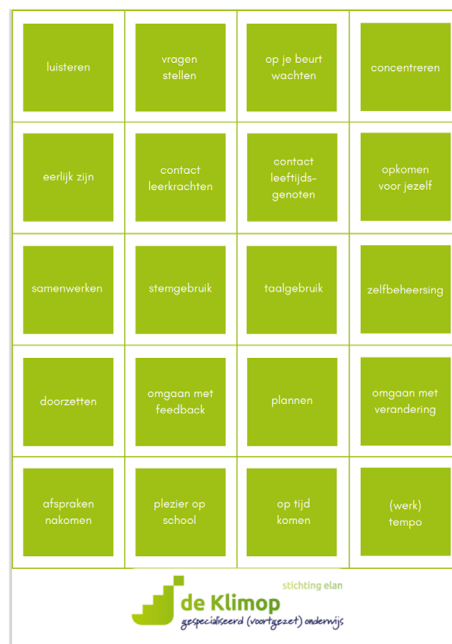 luisteren
vragen
stellen
op je beurt
wachten
concentreren
eerlijk zijn
contact
leerkrachten
contact
leeftijds-
genoten
opkomen
voor jezelf
samenwerken
stemgebruik
taalgebruik
zelfbeheersing
doorzetten
omgaan met
feedback
plannen
omgaan met
verandering
afspraken
nakomen
plezier op
school
op tijd
komen
(werk)
tempo
stichting elan
de Klimop
gespecialiseerd (voortgezet) onderwijs